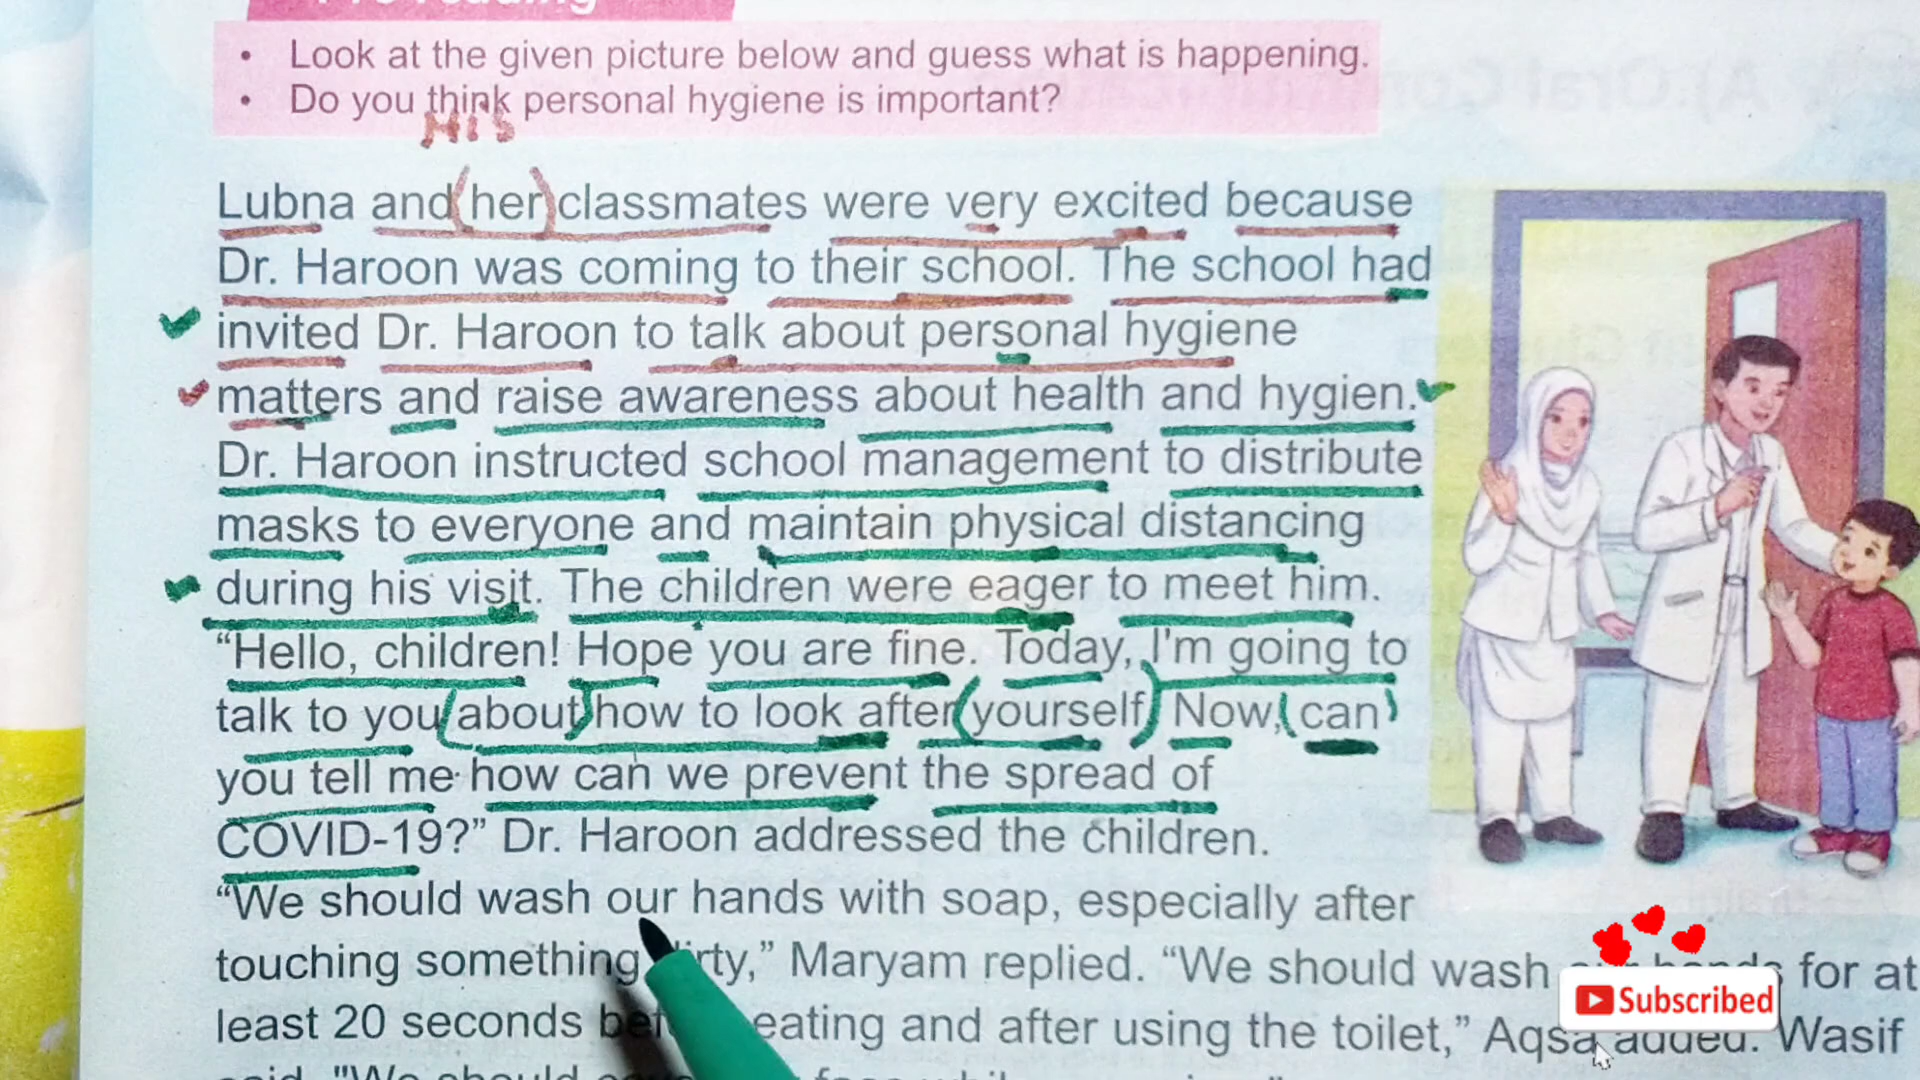 • Look at the given picture below and guess what is happening.
• Do you think personal hygiene is important?
His
Lubna and (her) classmates were very excited because
Dr. Haroon was coming to their school. The school had
invited Dr. Haroon to talk about personal hygiene
matters and raise awareness about health and hygien.
Dr. Haroon instructed school management to distribute
masks to everyone and maintain physical distancing
during his visit. The children were eager to meet him.
“Hello, children! Hope you are fine. Today, I'm going to
talk to you (about) how to look after (yourself) Now, (can)
you tell me how can we prevent the spread of
COVID-19?” Dr. Haroon addressed the children.
“We should wash our hands with soap, especially after
touching something dirty,” Maryam replied. “We should wash for at
least 20 seconds eating and after using the toilet,” Aqsa added. Wasif
Subscribed